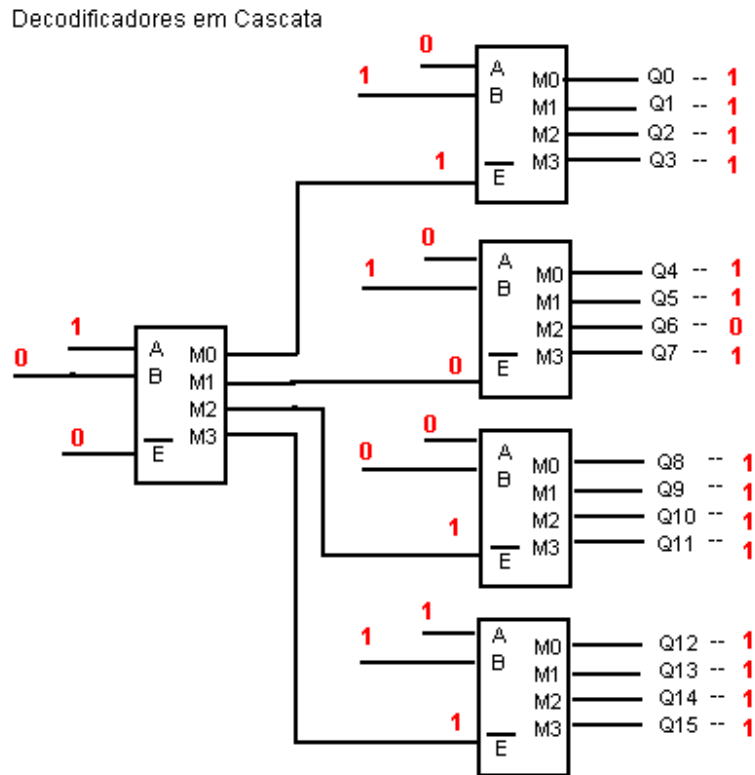 Decodificadores em Cascata
0
1
A
B
M0
M1
M2
M3
E
1
Q0 -- 1
Q1 -- 1
Q2 -- 1
Q3 -- 1
0
1
A
B
M0
M1
M2
M3
E
0
Q4 -- 1
Q5 -- 1
Q6 -- 0
Q7 -- 1
1
0
0
A
B
E
M0
M1
M2
M3
0
0
A
B
M0
M1
M2
M3
E
1
Q8 -- 1
Q9 -- 1
Q10 -- 1
Q11 -- 1
1
1
A
B
M0
M1
M2
M3
E
1
Q12 -- 1
Q13 -- 1
Q14 -- 1
Q15 -- 1